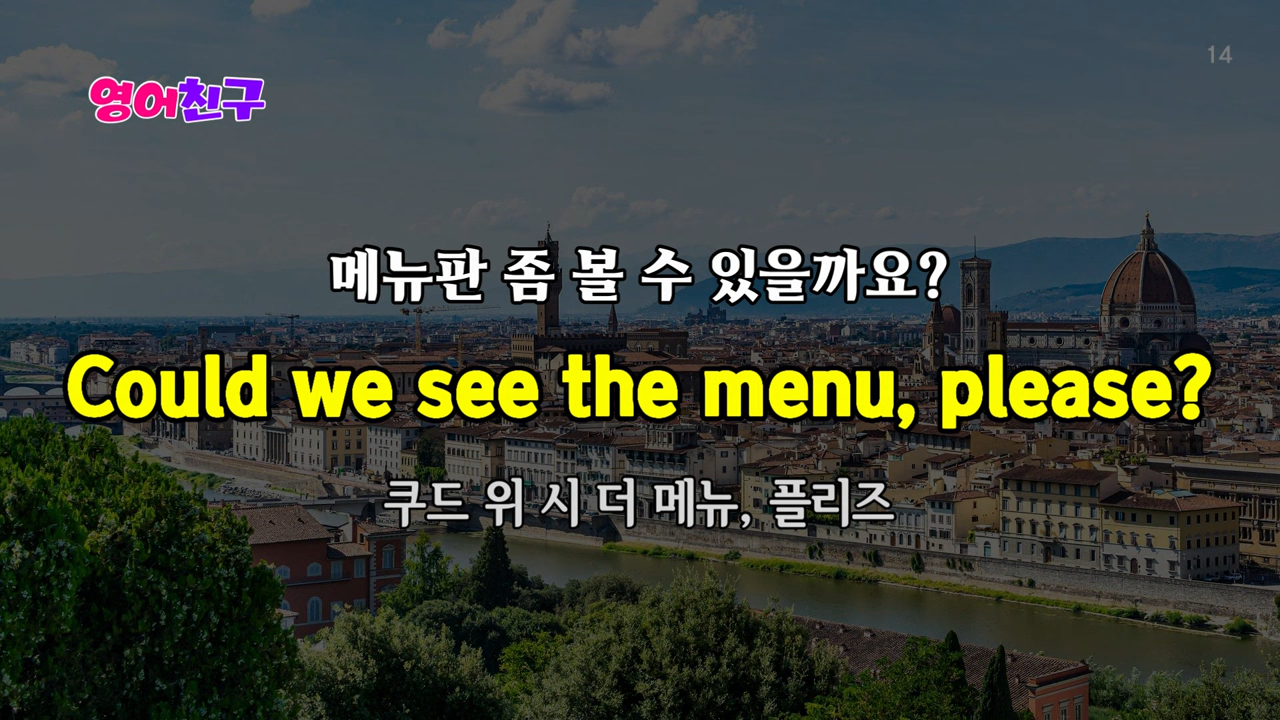 14
영어친구
메뉴판 좀 볼 수 있을까요?
Could we see the menu, please?
쿠드 위 시 더 메뉴, 플리즈